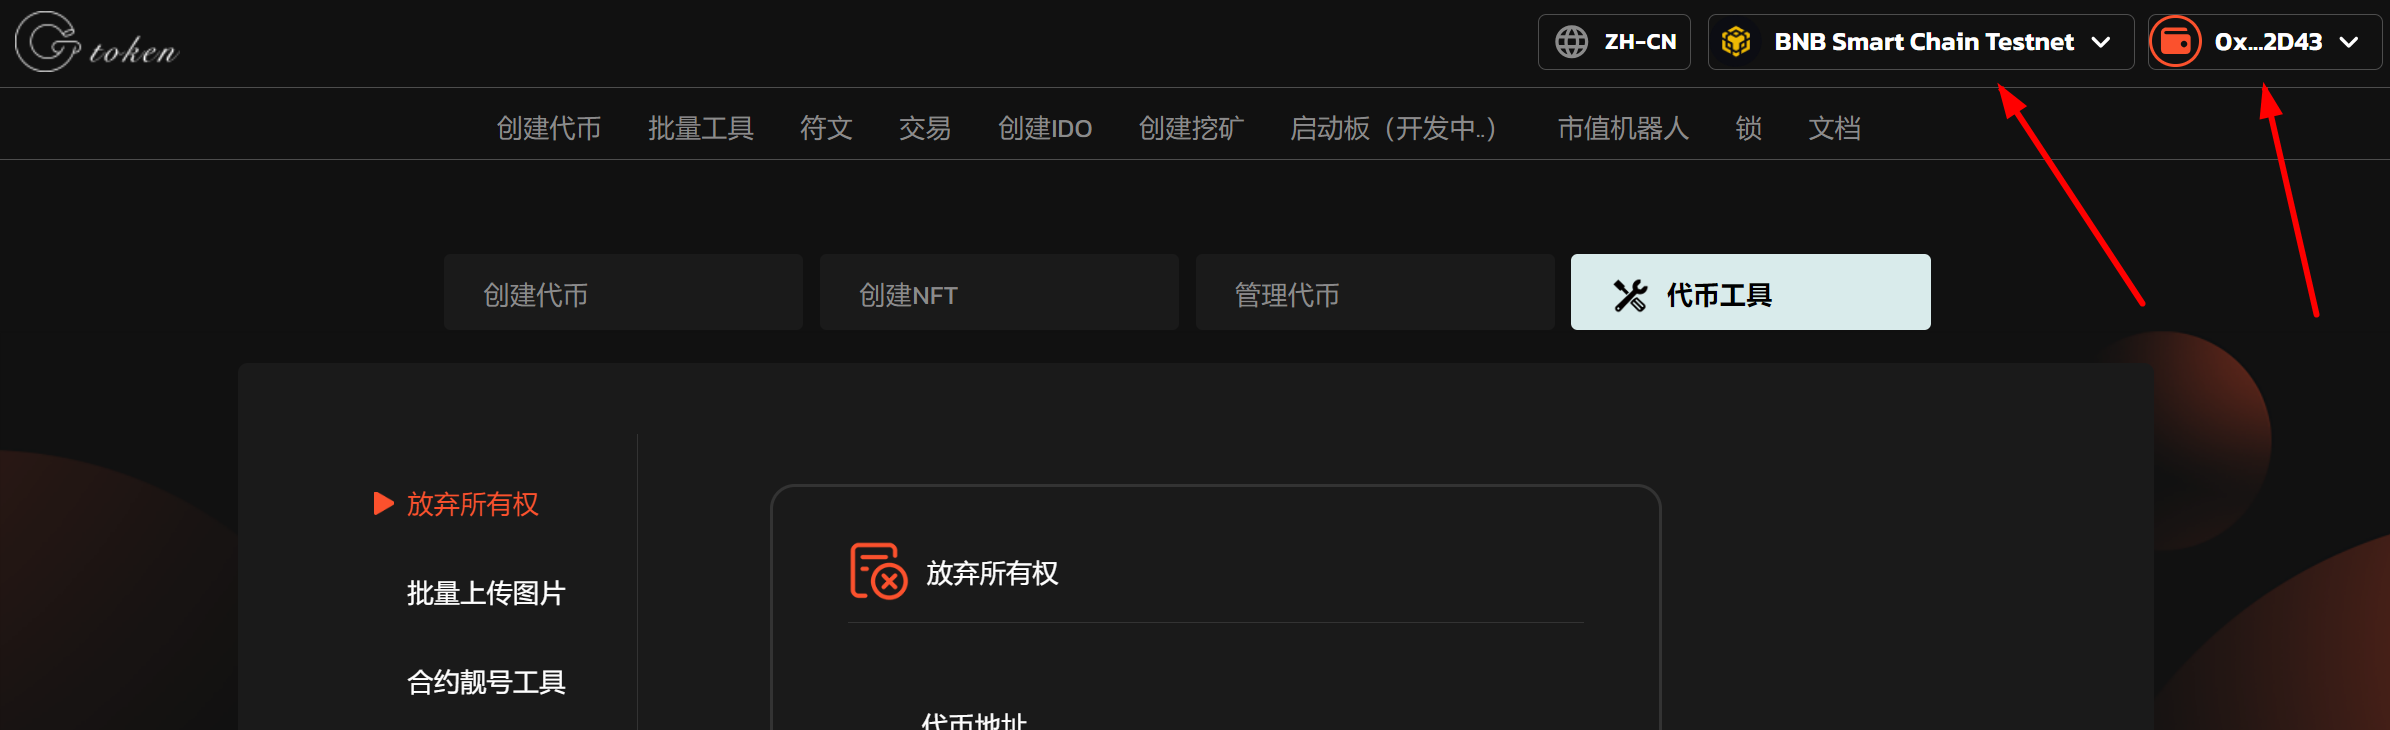 GTtoken ZH-CN BNB Smart Chain Testnet 0x...2D43
创建代币 批量工具 符文 交易 创建IDO 创建挖矿 启动板（开发中..） 市值机器人 锁 文档
创建代币 创建NFT 管理代币 代币工具
放弃所有权
放弃所有权
批量上传图片
合约靓号工具
代币地址